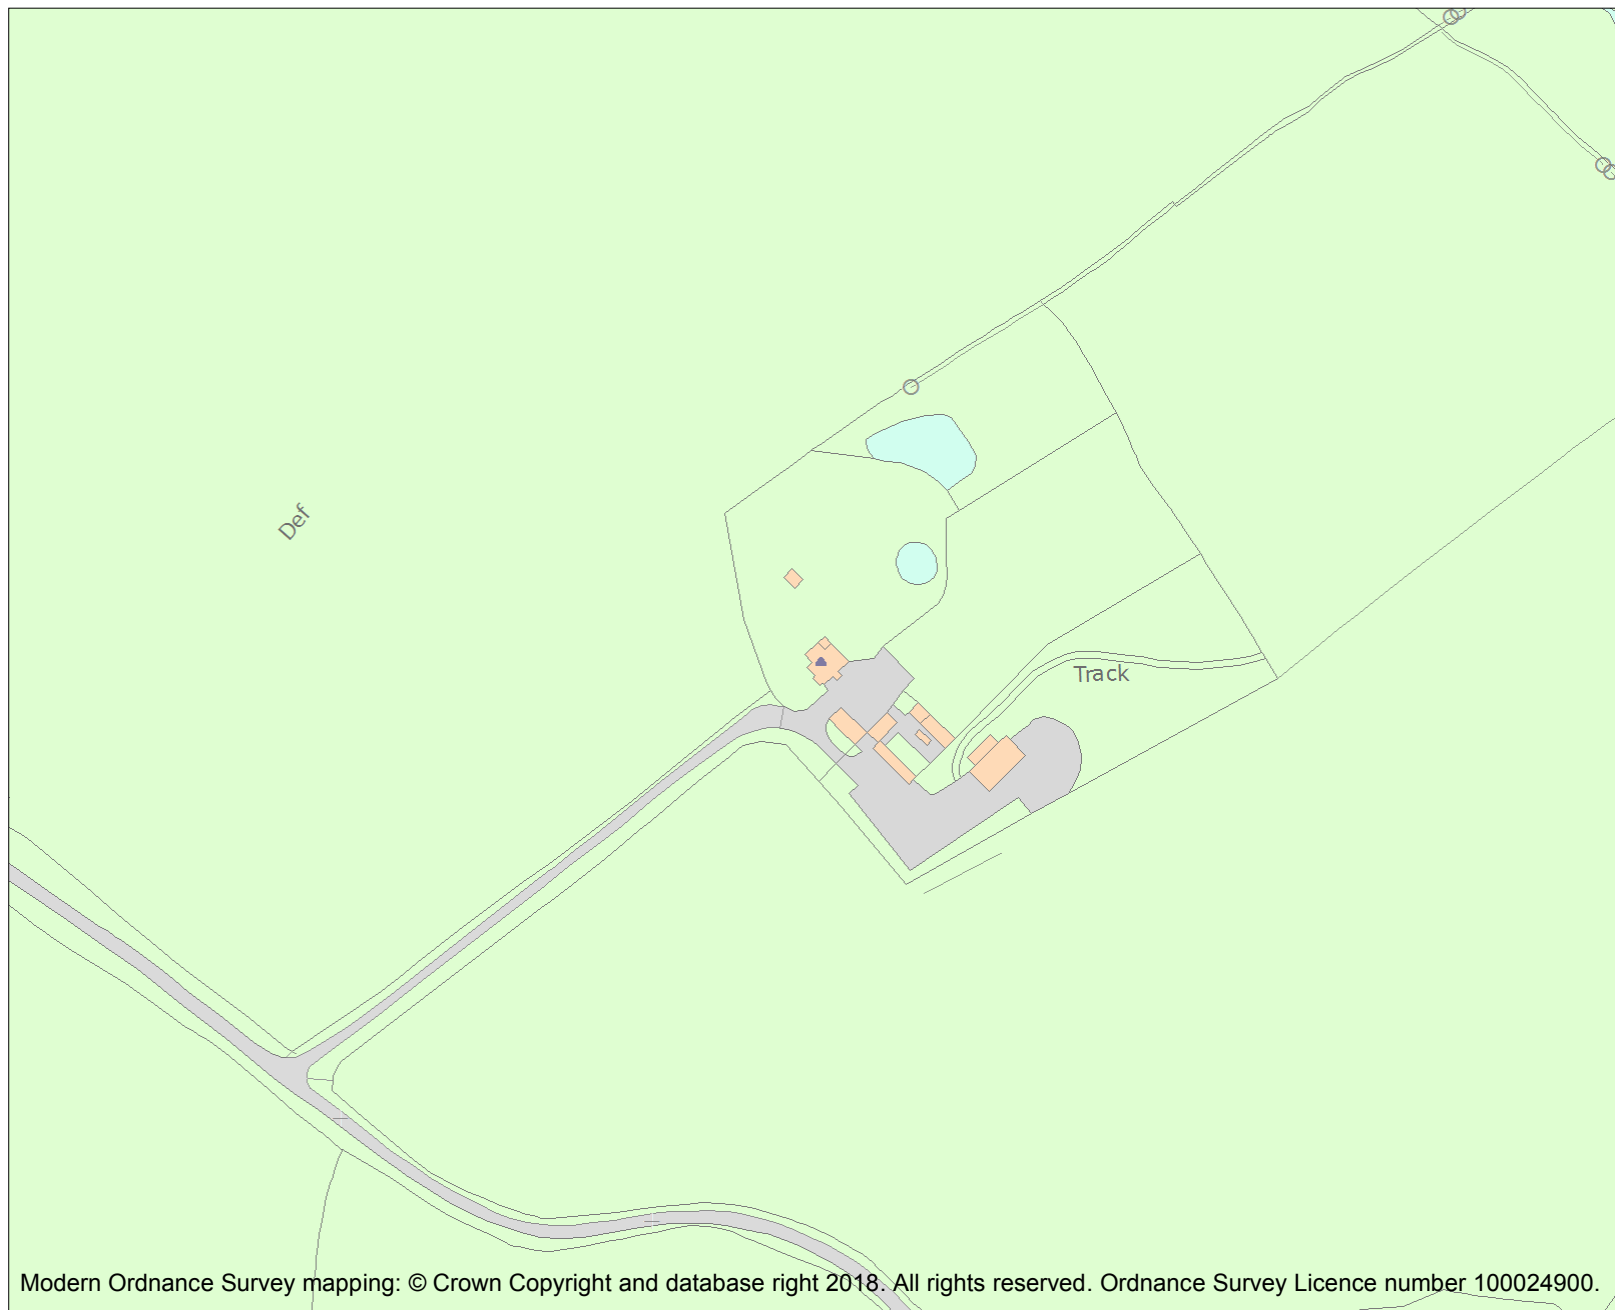 Def
Track
Modern Ordnance Survey mapping: © Crown Copyright and database right 2018. All rights reserved. Ordnance Survey Licence number 100024900.